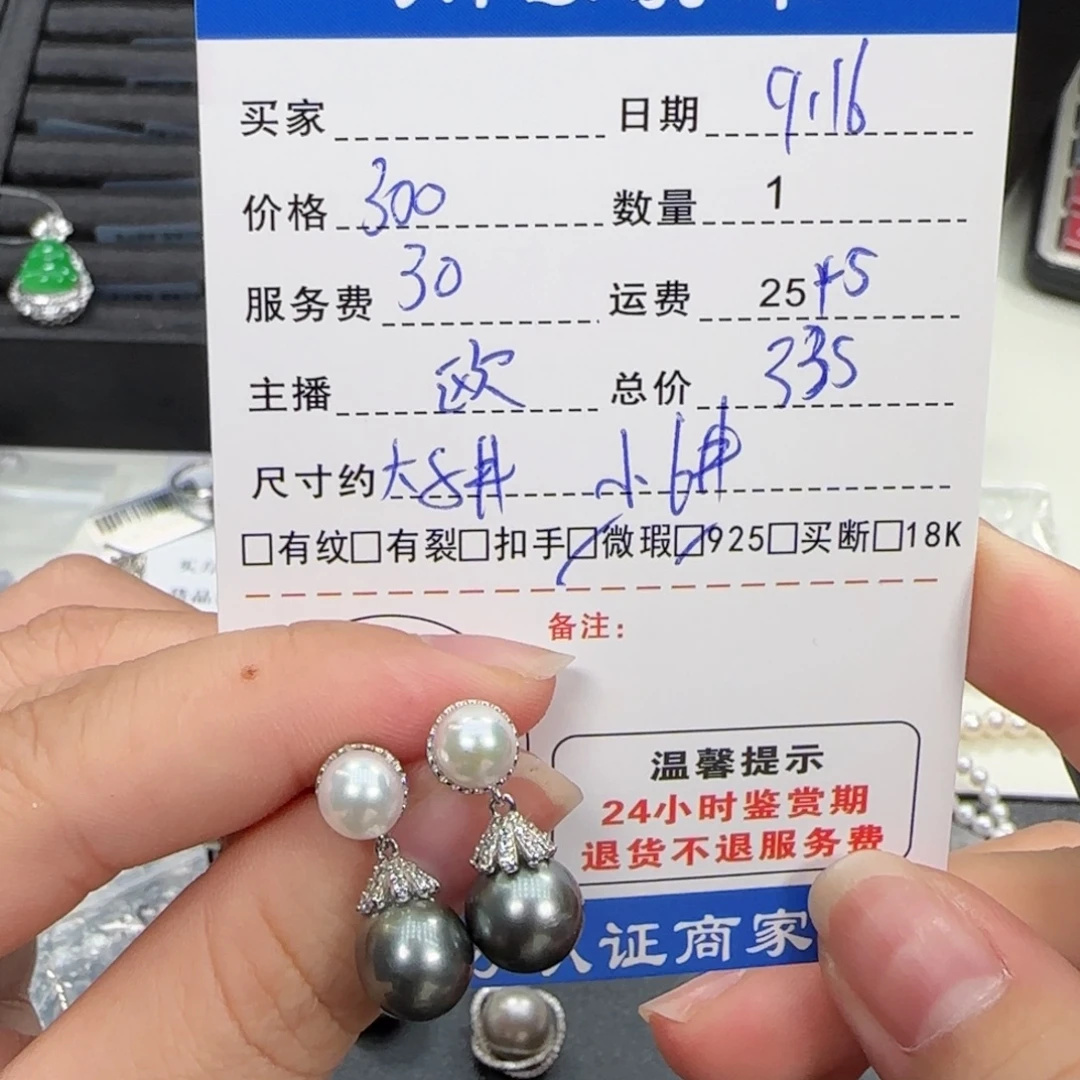 买家 日期 9.16
价格 300 数量 1
服务费 30 运费 25+5
主播 欧 总价 335
尺寸约 大8# 小6#
□有纹□有裂□扣手□微瑕□925□买断□18K
备注：
温馨提示
24小时鉴赏期
退货不退服务费
认证商家